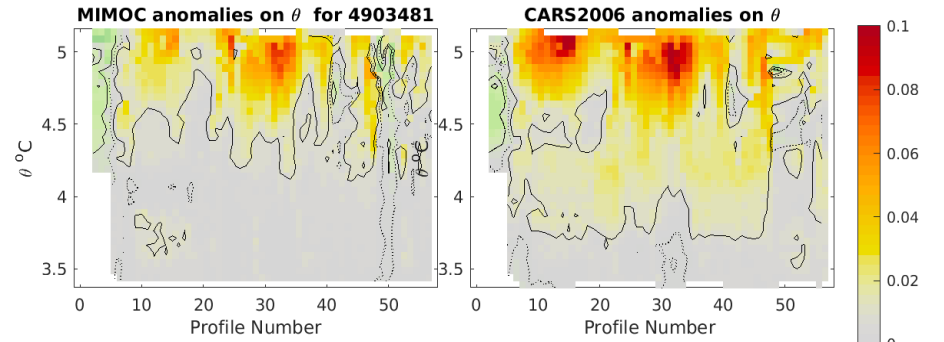 MIMOC anomalies on θ for 4903481
CARS2006 anomalies on θ
5
4.5
4
3.5
θ °C
0 10 20 30 40 50
Profile Number
5
4.5
4
3.5
θ °C
0 10 20 30 40 50
Profile Number
0.1
0.08
0.06
0.04
0.02
0